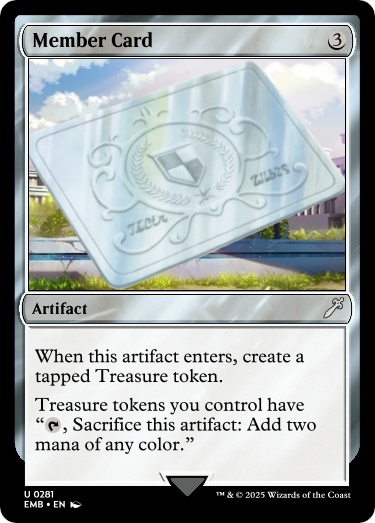 Member Card
3
Artifact
When this artifact enters, create a
tapped Treasure token.
Treasure tokens you control have
“, Sacrifice this artifact: Add two
mana of any color.”
U 0281
EMB • EN
™ & © 2025 Wizards of the Coast